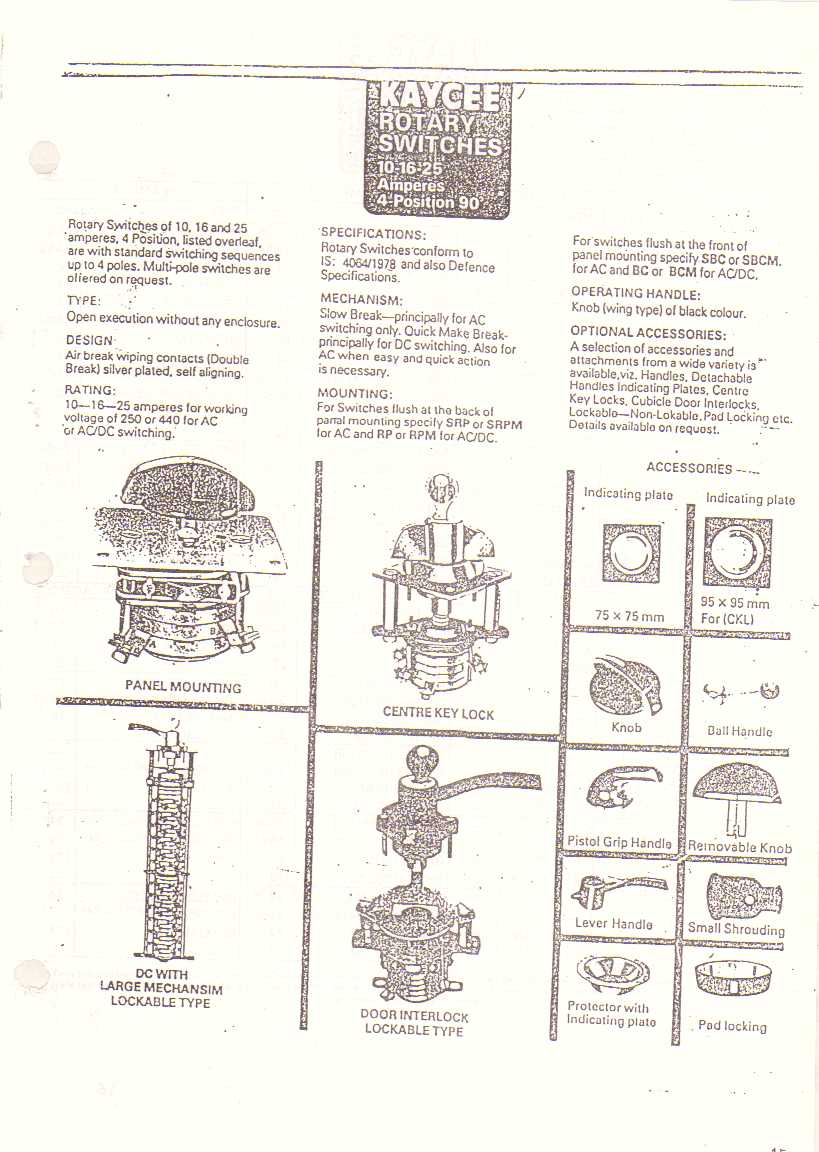 KAYCEE
ROTARY
SWITCHES
10-16-25
Amperes
4-Position 90°
Rotary Switches of 10, 16 and 25
amperes, 4 Position, listed overleaf,
are with standard switching sequences
up to 4 poles. Multi-pole switches are
offered on request.
TYPE:
Open execution without any enclosure.
DESIGN
Air break wiping contacts (Double
Break) silver plated, self aligning.
RATING:
10—16—25 amperes for working
voltage of 250 or 440 for AC
or AC/DC switching.
SPECIFICATIONS:
Rotary Switches conform to
IS: 4064/1978 and also Defence
Specifications.
MECHANISM:
Slow Break—principally for AC
switching only. Quick Make Break-
principally for DC switching. Also for
AC when easy and quick action
is necessary.
MOUNTING:
For Switches flush at the back of
panal mounting specify SRP or SRPM
for AC and RP or RPM for AC/DC.
For switches flush at the front of
panel mounting specify SBC or SBCM.
for AC and BC or BCM for AC/DC.
OPERATING HANDLE:
Knob (wing type) of black colour.
OPTIONAL ACCESSORIES:
A selection of accessories and
attachments from a wide variety is
available, viz. Handles, Detachable
Handles Indicating Plates, Centre
Key Locks, Cubicle Door Interlocks,
Lockable—Non-Lokable, Pad Locking etc.
Details available on request.
PANEL MOUNTING
CENTRE KEY LOCK
DC WITH
LARGE MECHANSIM
LOCKABLE TYPE
DOOR INTERLOCK
LOCKABLE TYPE
ACCESSORIES
Indicating plate
75 × 75 mm
Indicating plate
95 × 95 mm
For (CKL)
Knob
Ball Handle
Pistol Grip Handle
Removable Knob
Lever Handle
Small Shrouding
Protector with
Indicating plate
Pad locking